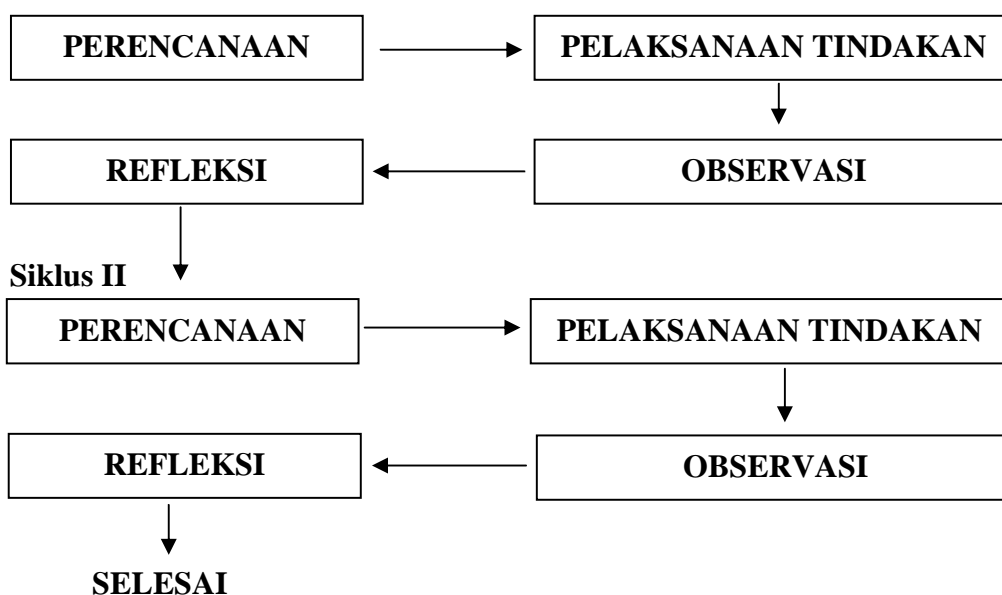 PERENCANAAN
PELAKSANAAN TINDAKAN
REFLEKSI
OBSERVASI
Siklus II
PERENCANAAN
PELAKSANAAN TINDAKAN
REFLEKSI
OBSERVASI
SELESAI